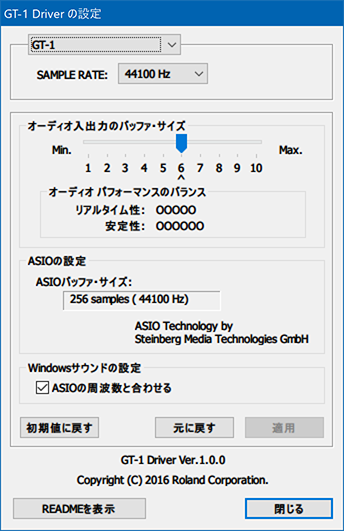 GT-1 Driver の設定
GT-1
SAMPLE RATE: 44100 Hz
オーディオ入出力のバッファ・サイズ
Min. Max.
1 2 3 4 5 6 7 8 9 10
^
オーディオ パフォーマンスのバランス
リアルタイム性: OOOOO
安定性: OOOOOO
ASIOの設定
ASIOバッファ・サイズ:
256 samples ( 44100 Hz)
ASIO Technology by
Steinberg Media Technologies GmbH
Windowsサウンドの設定
ASIOの周波数と合わせる
初期値に戻す 元に戻す 適用
GT-1 Driver Ver.1.0.0
Copyright (C) 2016 Roland Corporation.
READMEを表示 閉じる